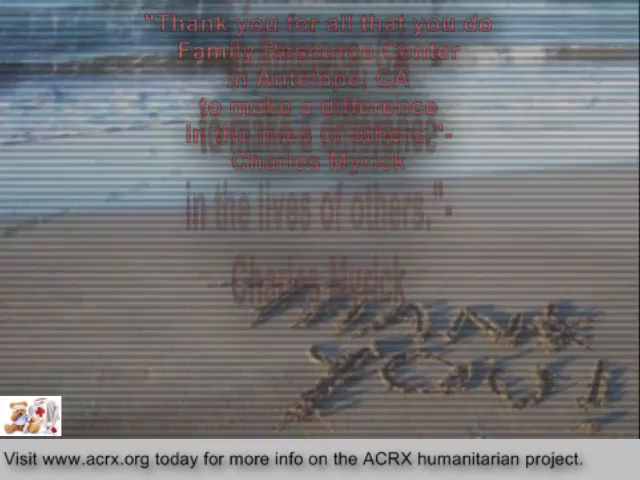 "Thank you for all that you do
Family Resource Center
in Antelope, CA
to make a difference
in the lives of others."-
Charles Myrick
in the lives of others."-
Charles Myrick
THANK
YOU!
Visit www.acrx.org today for more info on the ACRX humanitarian project.